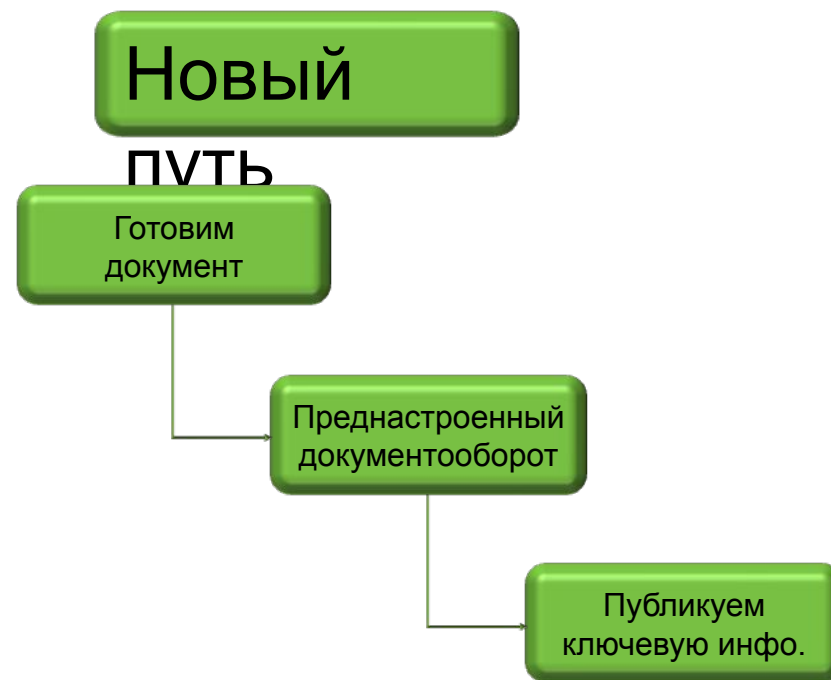 Новый
путь
Готовим
документ
Преднастроенный
документооборот
Публикуем
ключевую инфо.